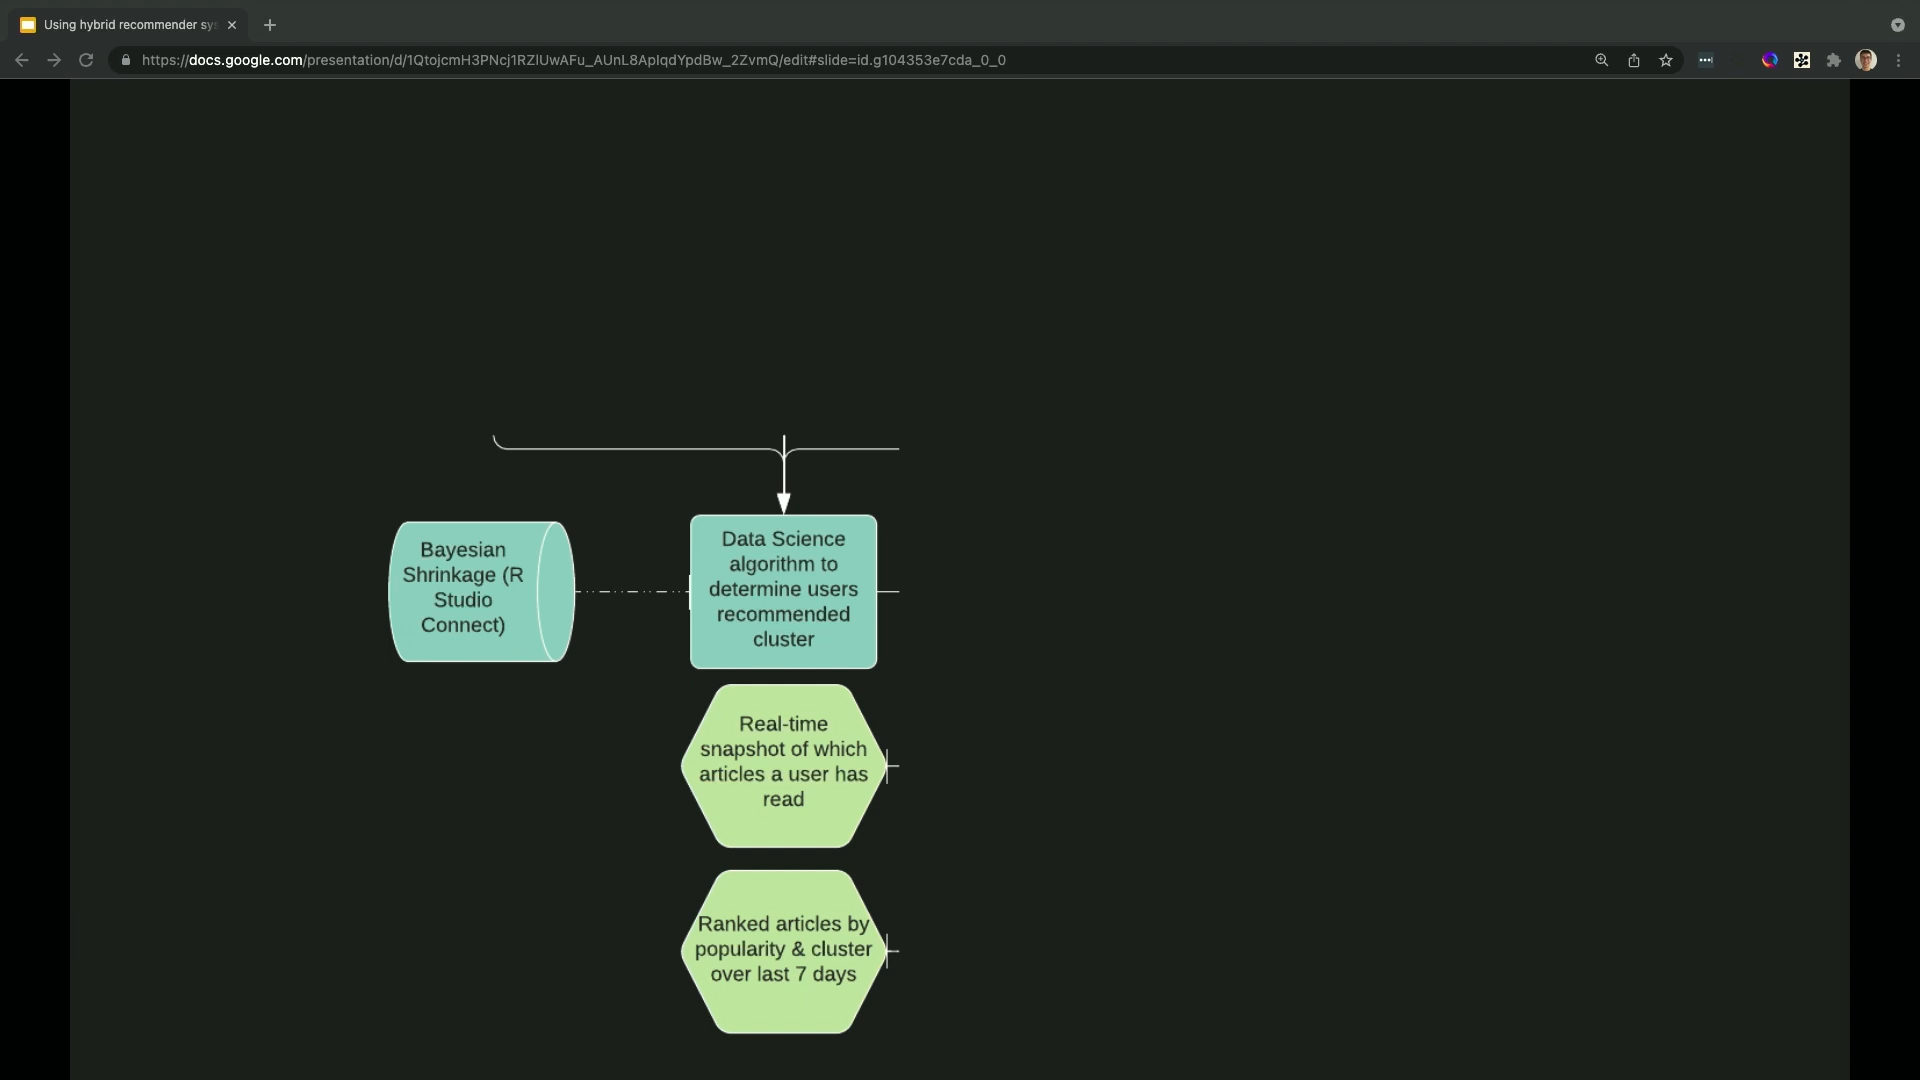 Using hybrid recommender sys
https://docs.google.com/presentation/d/1QtojcmH3PNcj1RZlUwAFu_AUnL8AplqdYpdBw_2ZvmQ/edit#slide=id.g104353e7cda_0_0
Bayesian
Shrinkage (R
Studio
Connect)
Data Science
algorithm to
determine users
recommended
cluster
Real-time
snapshot of which
articles a user has
read
Ranked articles by
popularity & cluster
over last 7 days